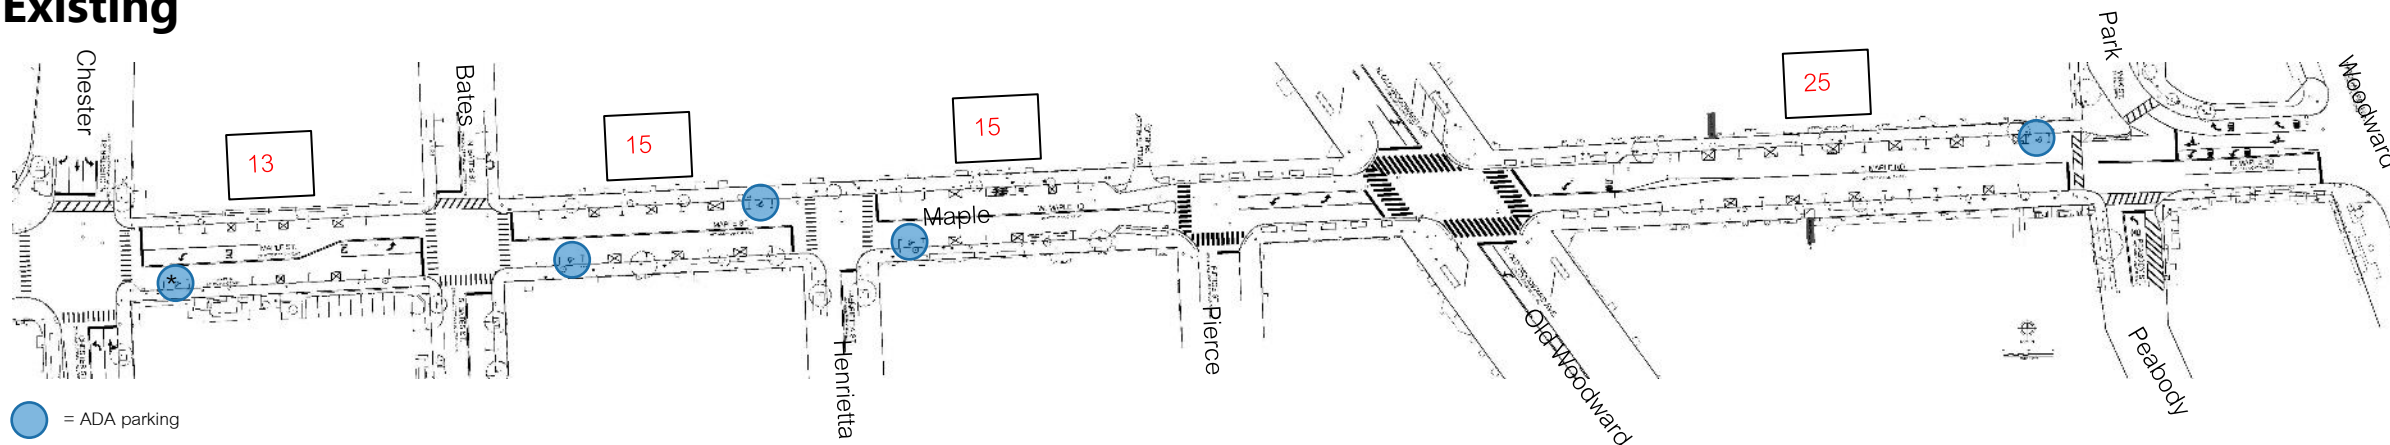 Existing
Chester
Bates
Park
Woodward
13
15
15
25
Maple
*
Henrietta
Pierce
Old Woodward
Peabody
= ADA parking